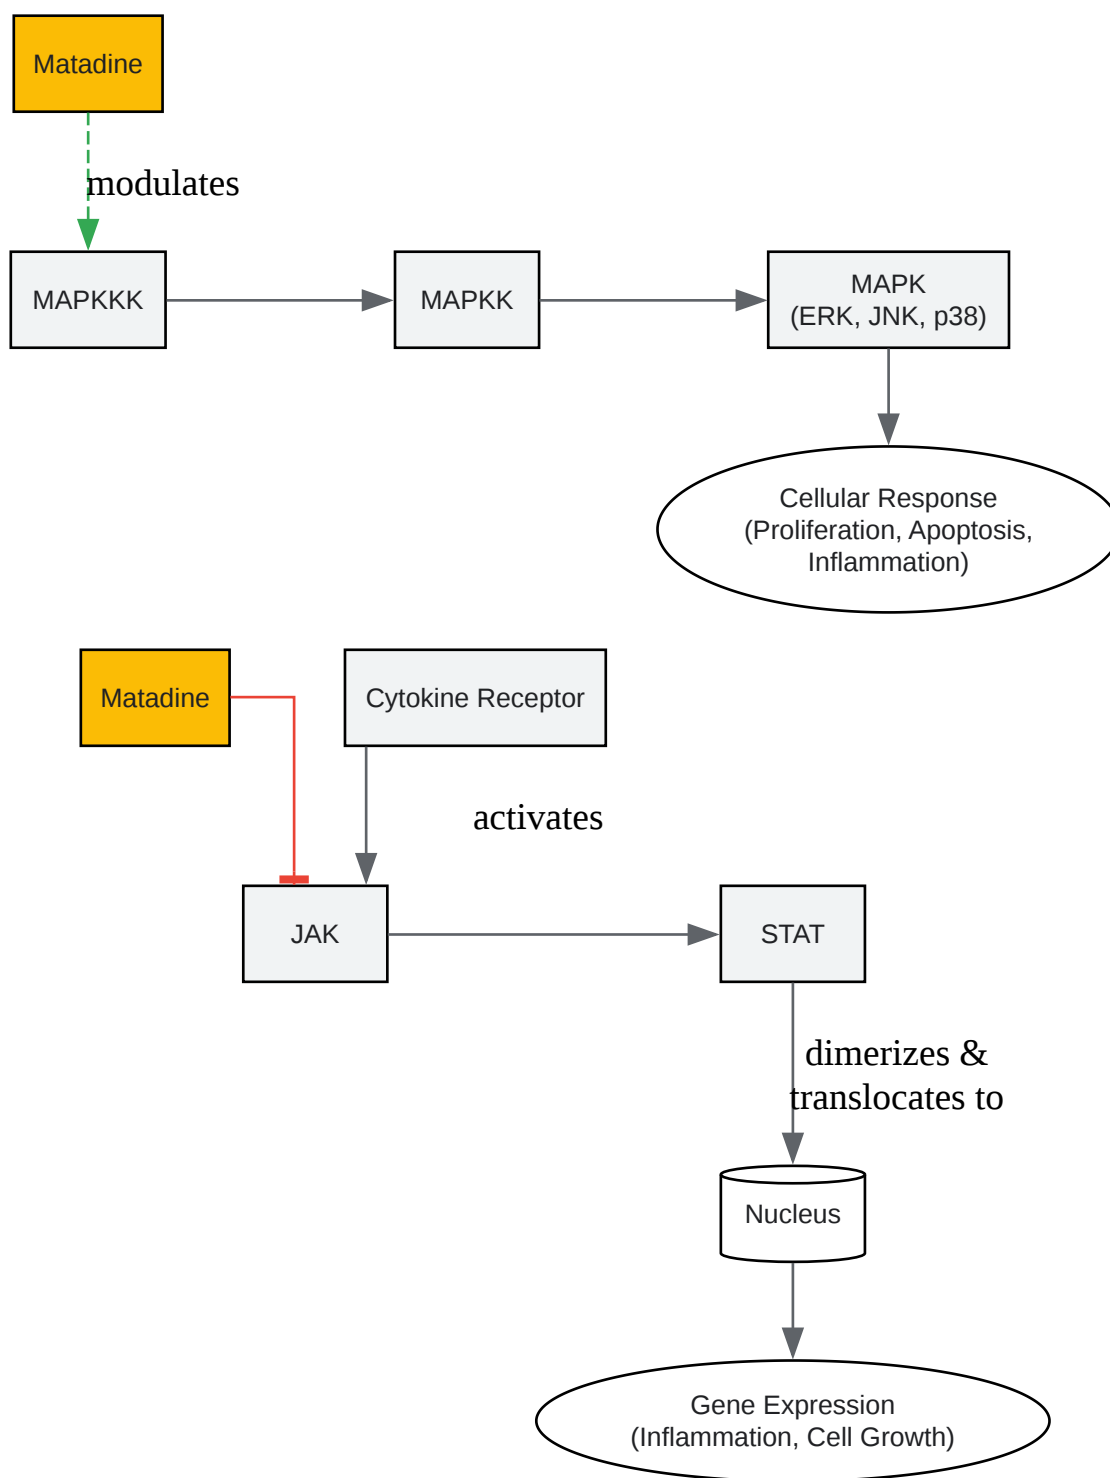 Matadine
modulates
MAPKKK
MAPKK
MAPK
(ERK, JNK, p38)
Cellular Response
(Proliferation, Apoptosis,
Inflammation)
Matadine
Cytokine Receptor
activates
JAK
STAT
dimerizes &
translocates to
Nucleus
Gene Expression
(Inflammation, Cell Growth)